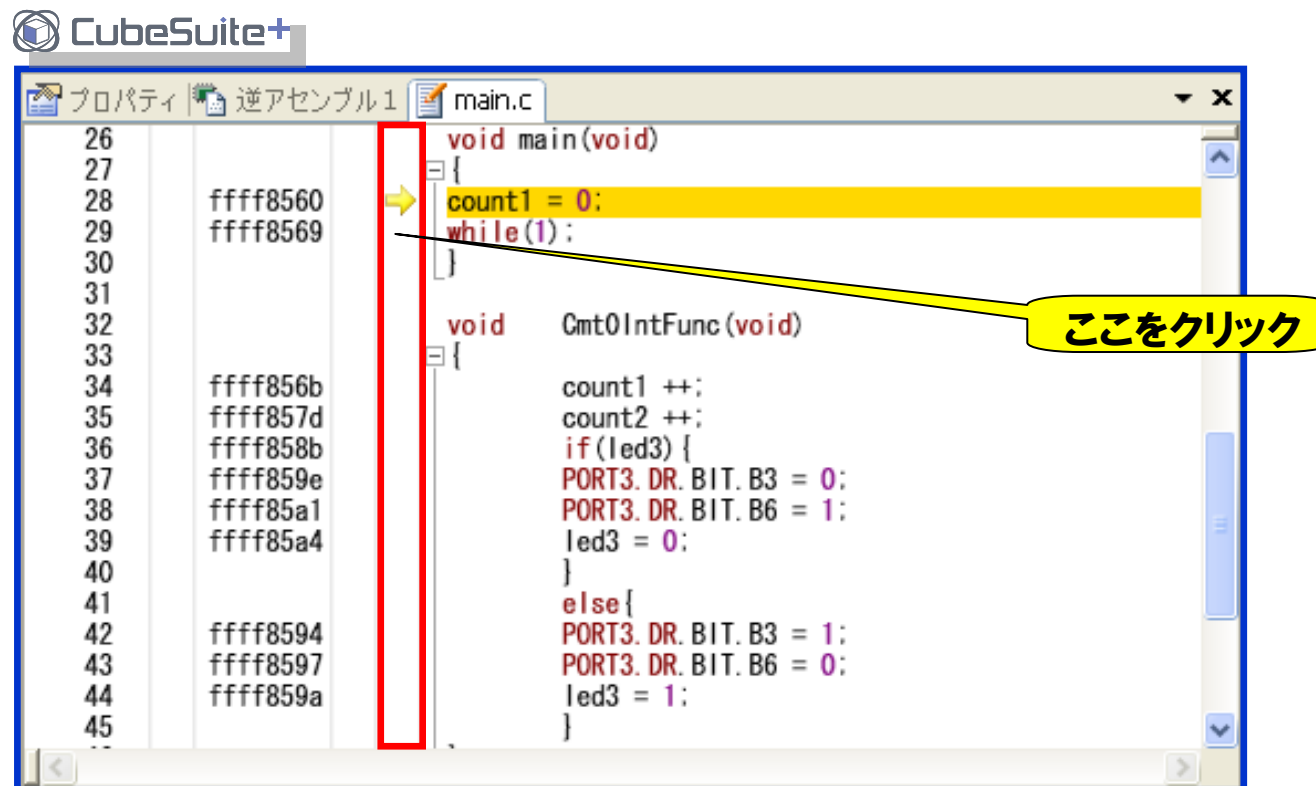 CubeSuite+
プロパティ 逆アセンブル1 main.c
26 void main(void)
27 {
28 ffff8560 count1 = 0;
29 ffff8569 while(1);
30 }
31
32 void Cmt0IntFunc(void)
33 {
34 ffff856b count1 ++;
35 ffff857d count2 ++;
36 ffff858b if(led3){
37 ffff859e PORT3.DR.BIT.B3 = 0;
38 ffff85a1 PORT3.DR.BIT.B6 = 1;
39 ffff85a4 led3 = 0;
40 }
41 else{
42 ffff8594 PORT3.DR.BIT.B3 = 1;
43 ffff8597 PORT3.DR.BIT.B6 = 0;
44 ffff859a led3 = 1;
45 }
ここをクリック